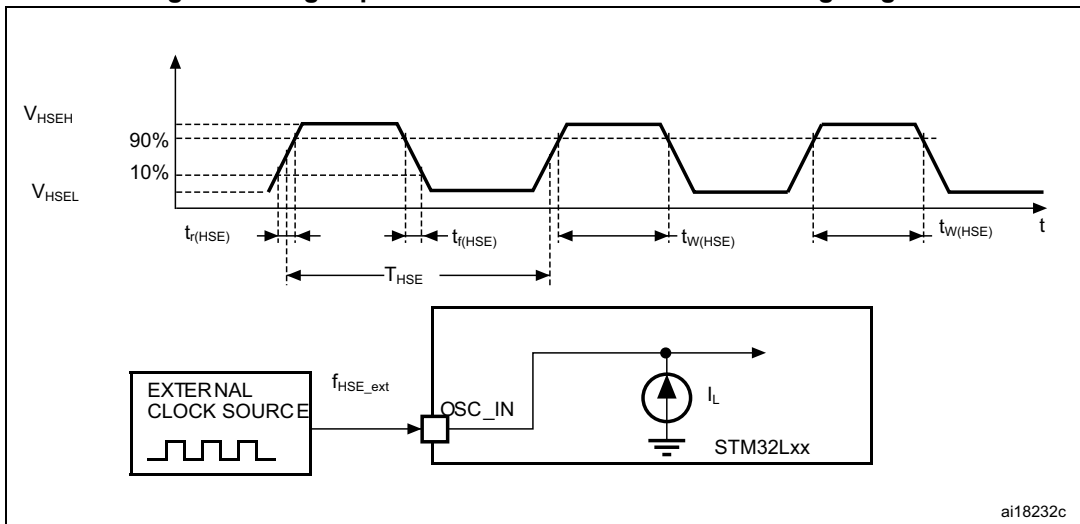 V_HSEH
90%
10%
V_HSEL
t_r(HSE)
t_f(HSE)
t_W(HSE)
t_W(HSE)
t
T_HSE
EXTERNAL
CLOCK SOURCE
f_HSE_ext
OSC_IN
I_L
STM32Lxx
ai18232c